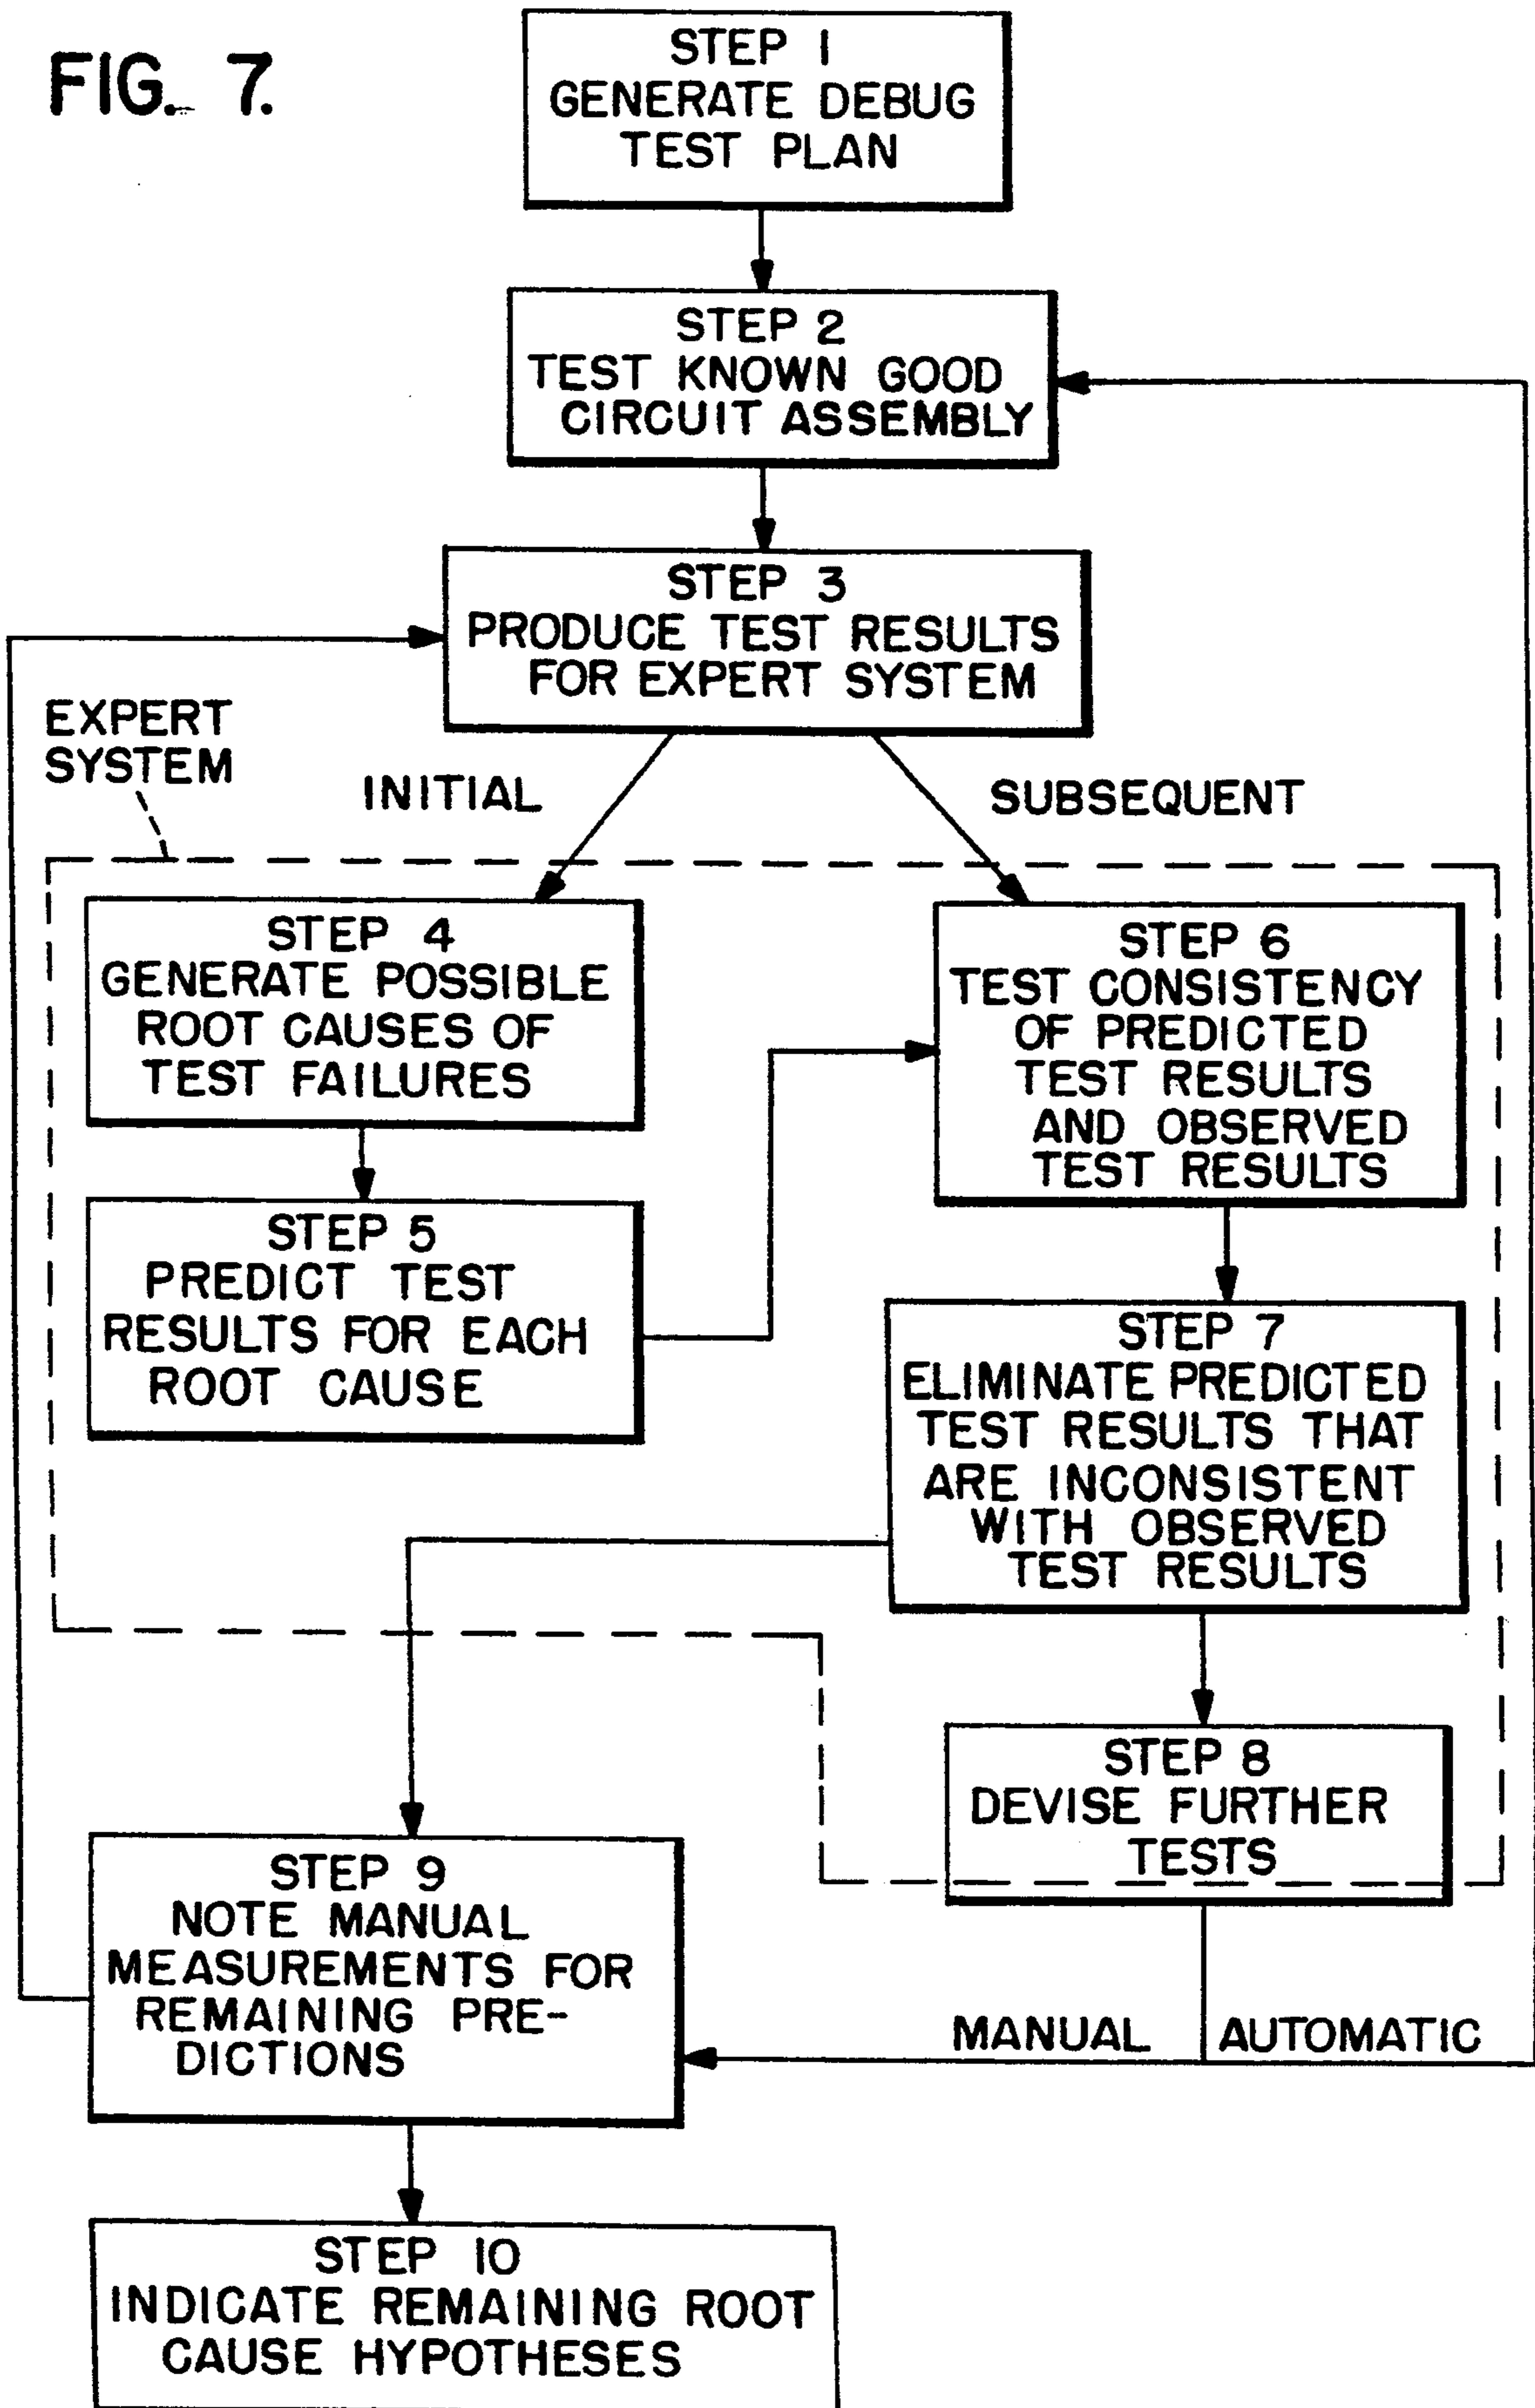 FIG. 7.
STEP 1
GENERATE DEBUG
TEST PLAN
STEP 2
TEST KNOWN GOOD
CIRCUIT ASSEMBLY
STEP 3
PRODUCE TEST RESULTS
FOR EXPERT SYSTEM
EXPERT
SYSTEM
INITIAL
SUBSEQUENT
STEP 4
GENERATE POSSIBLE
ROOT CAUSES OF
TEST FAILURES
STEP 5
PREDICT TEST
RESULTS FOR EACH
ROOT CAUSE
STEP 6
TEST CONSISTENCY
OF PREDICTED
TEST RESULTS
AND OBSERVED
TEST RESULTS
STEP 7
ELIMINATE PREDICTED
TEST RESULTS THAT
ARE INCONSISTENT
WITH OBSERVED
TEST RESULTS
STEP 8
DEVISE FURTHER
TESTS
STEP 9
NOTE MANUAL
MEASUREMENTS FOR
REMAINING PRE-
DICTIONS
MANUAL
AUTOMATIC
STEP 10
INDICATE REMAINING ROOT
CAUSE HYPOTHESES